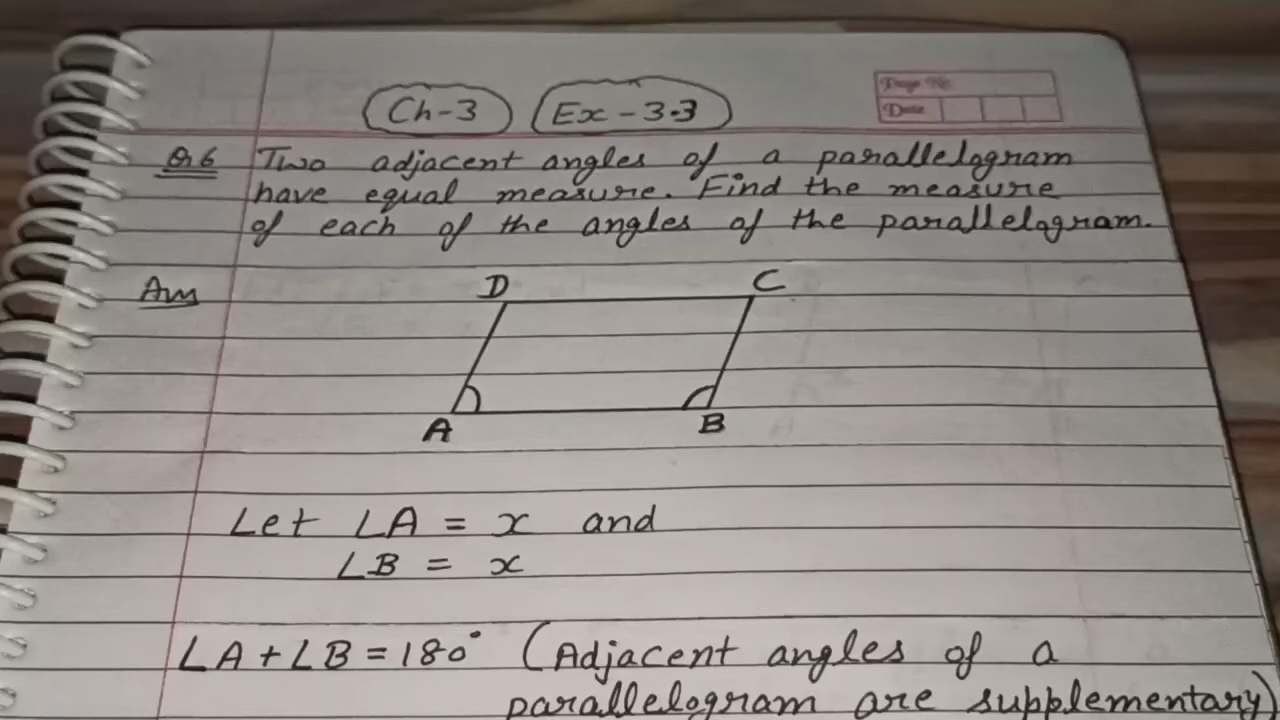 Ch-3 Ex-3.3
Page No.
Date
Q.6 Two adjacent angles of a parallelogram
have equal measure. Find the measure
of each of the angles of the parallelogram.
Ans
D C
A B
Let ∠A = x and
∠B = x
∠A+∠B=180° (Adjacent angles of a
parallelogram are supplementary)